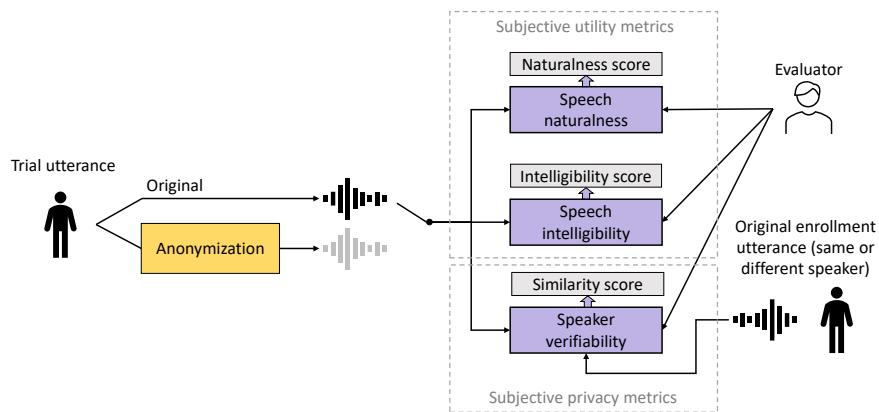 Subjective utility metrics
Naturalness score
Speech
naturalness
Evaluator
Trial utterance
Original
Anonymization
Intelligibility score
Speech
intelligibility
Original enrollment
utterance (same or
different speaker)
Similarity score
Speaker
verifiability
Subjective privacy metrics